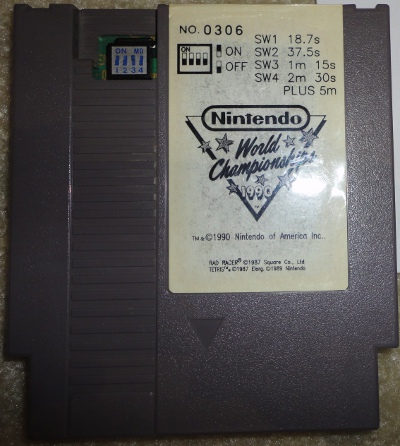 NO. 0306
ON
ON
OFF
SW1 18.7s
SW2 37.5s
SW3 1m 15s
SW4 2m 30s
PLUS 5m
ON
1 2 3 4
Nintendo
World
Championships
1990
TM & ©1990 Nintendo of America Inc.
RAD RACER® ©1987 Square Co., Ltd.
TETRIS™ ©1987 Elorg, ©1989 Nintendo